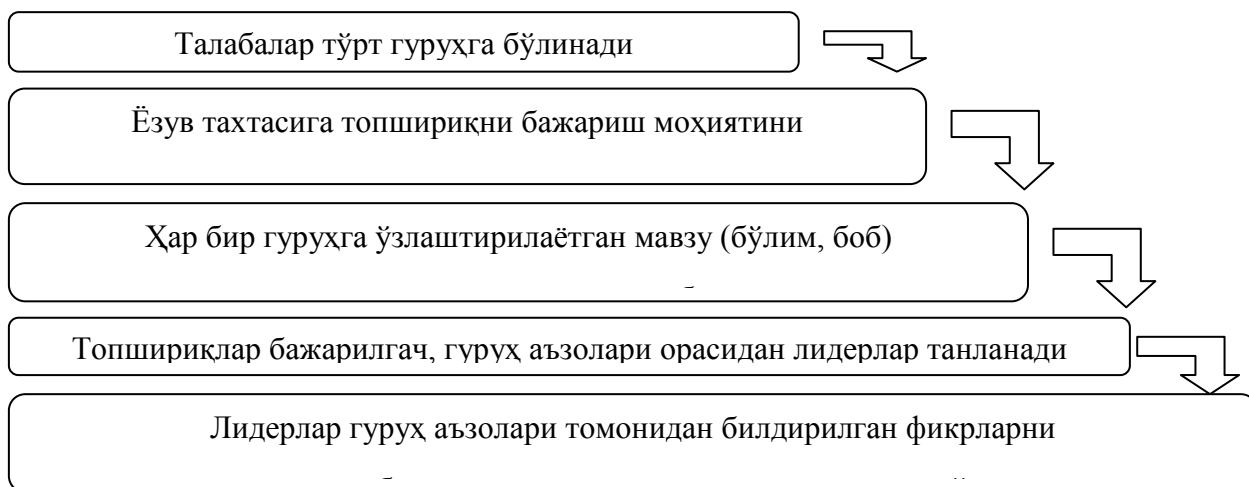 Талабалар тўрт гуруҳга бўлинади
Ёзув тахтасига топшириқни бажариш моҳиятини
Ҳар бир гуруҳга ўзлаштирилаётган мавзу (бўлим, боб)
Топшириқлар бажарилгач, гуруҳ аъзолари орасидан лидерлар танланади
Лидерлар гуруҳ аъзолари томонидан билдирилган фикрларни